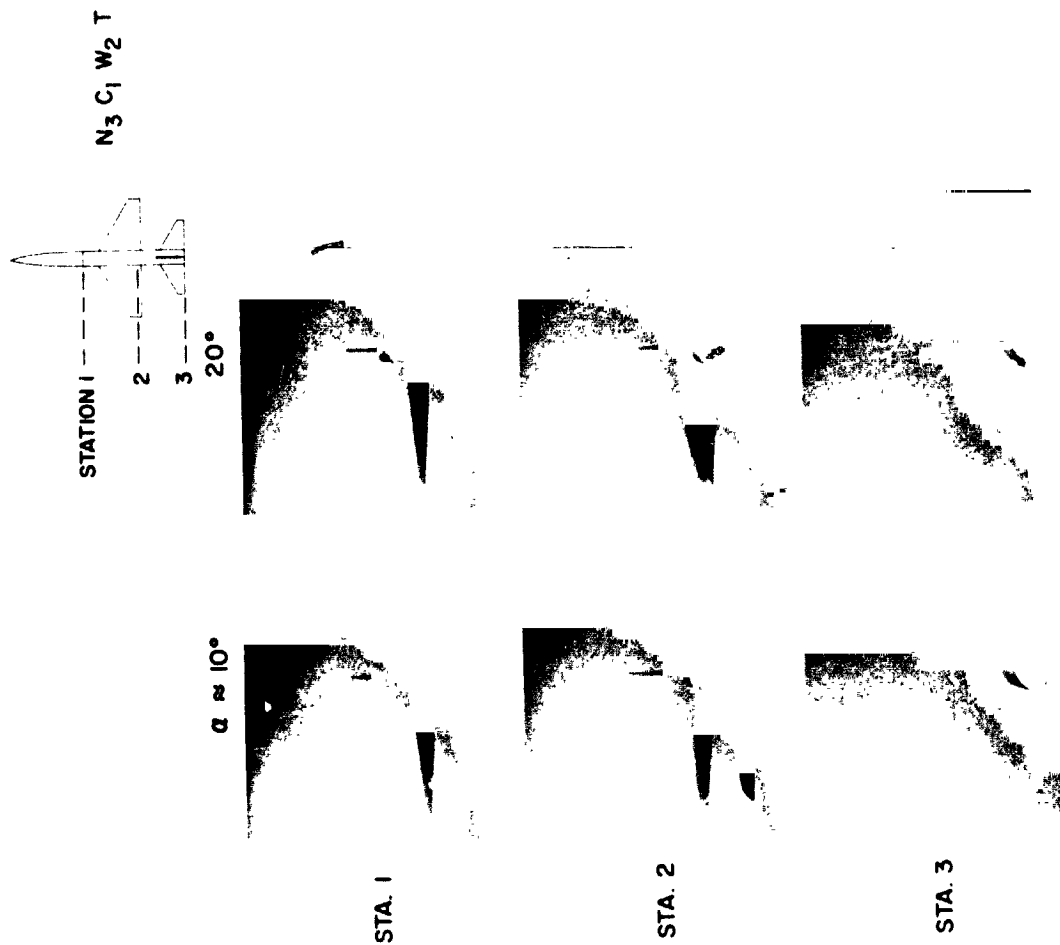 N₃ C₁ W₂ T
STATION 1
2
3
α ≈ 10°
20°
STA. 1
STA. 2
STA. 3